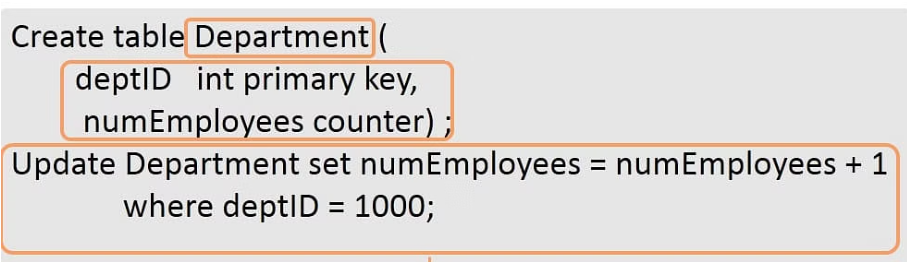 Create table Department (
deptID int primary key,
numEmployees counter) ;
Update Department set numEmployees = numEmployees + 1
where deptID = 1000;